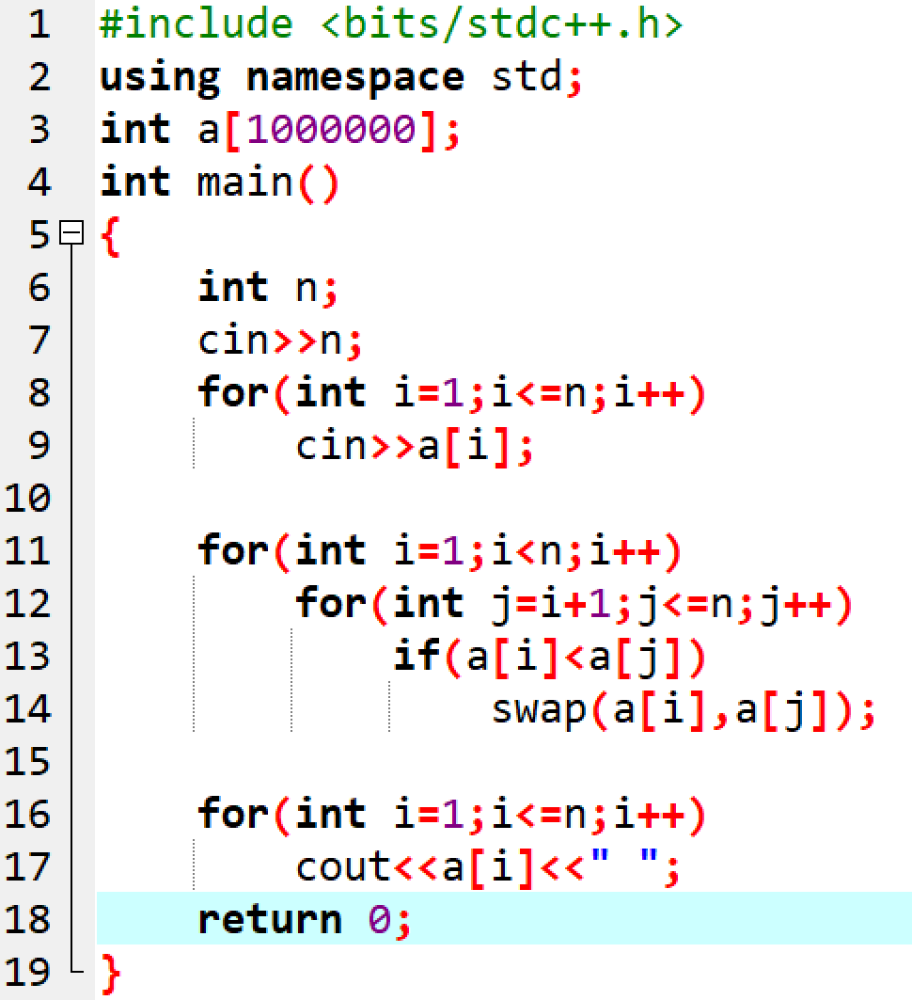 1 #include <bits/stdc++.h>
2 using namespace std;
3 int a[1000000];
4 int main()
5 {
6 int n;
7 cin>>n;
8 for(int i=1;i<=n;i++)
9 cin>>a[i];
10
11 for(int i=1;i<n;i++)
12 for(int j=i+1;j<=n;j++)
13 if(a[i]<a[j])
14 swap(a[i],a[j]);
15
16 for(int i=1;i<=n;i++)
17 cout<<a[i]<<" ";
18 return 0;
19 }